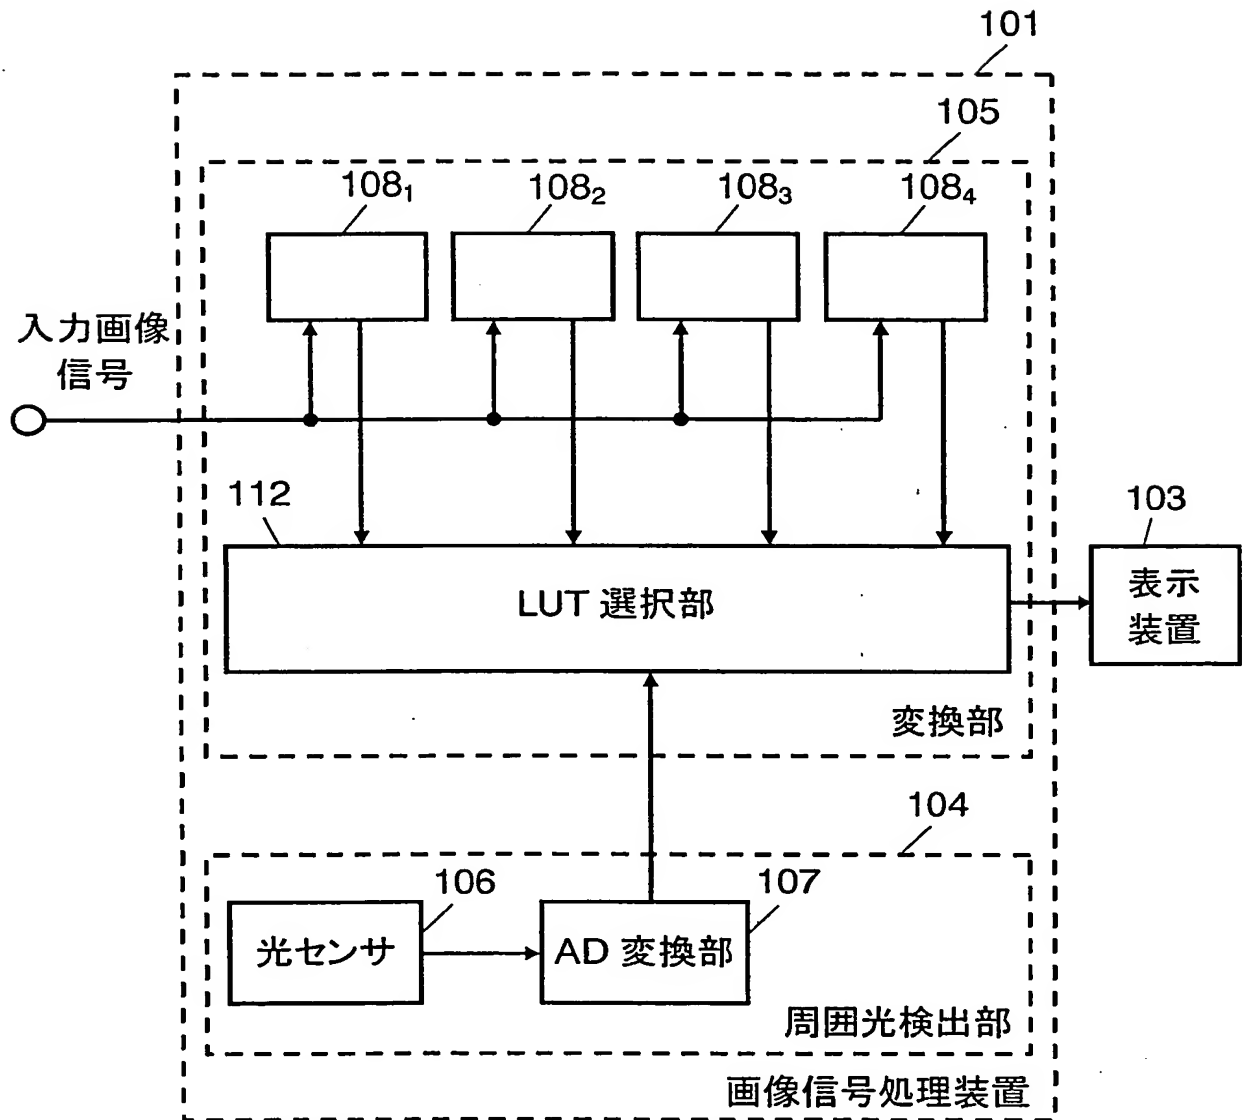 101
105
108₁
108₂
108₃
108₄
入力画像
信号
112
103
LUT 選択部
表示
装置
変換部
104
106
107
光センサ
AD 変換部
周囲光検出部
画像信号処理装置